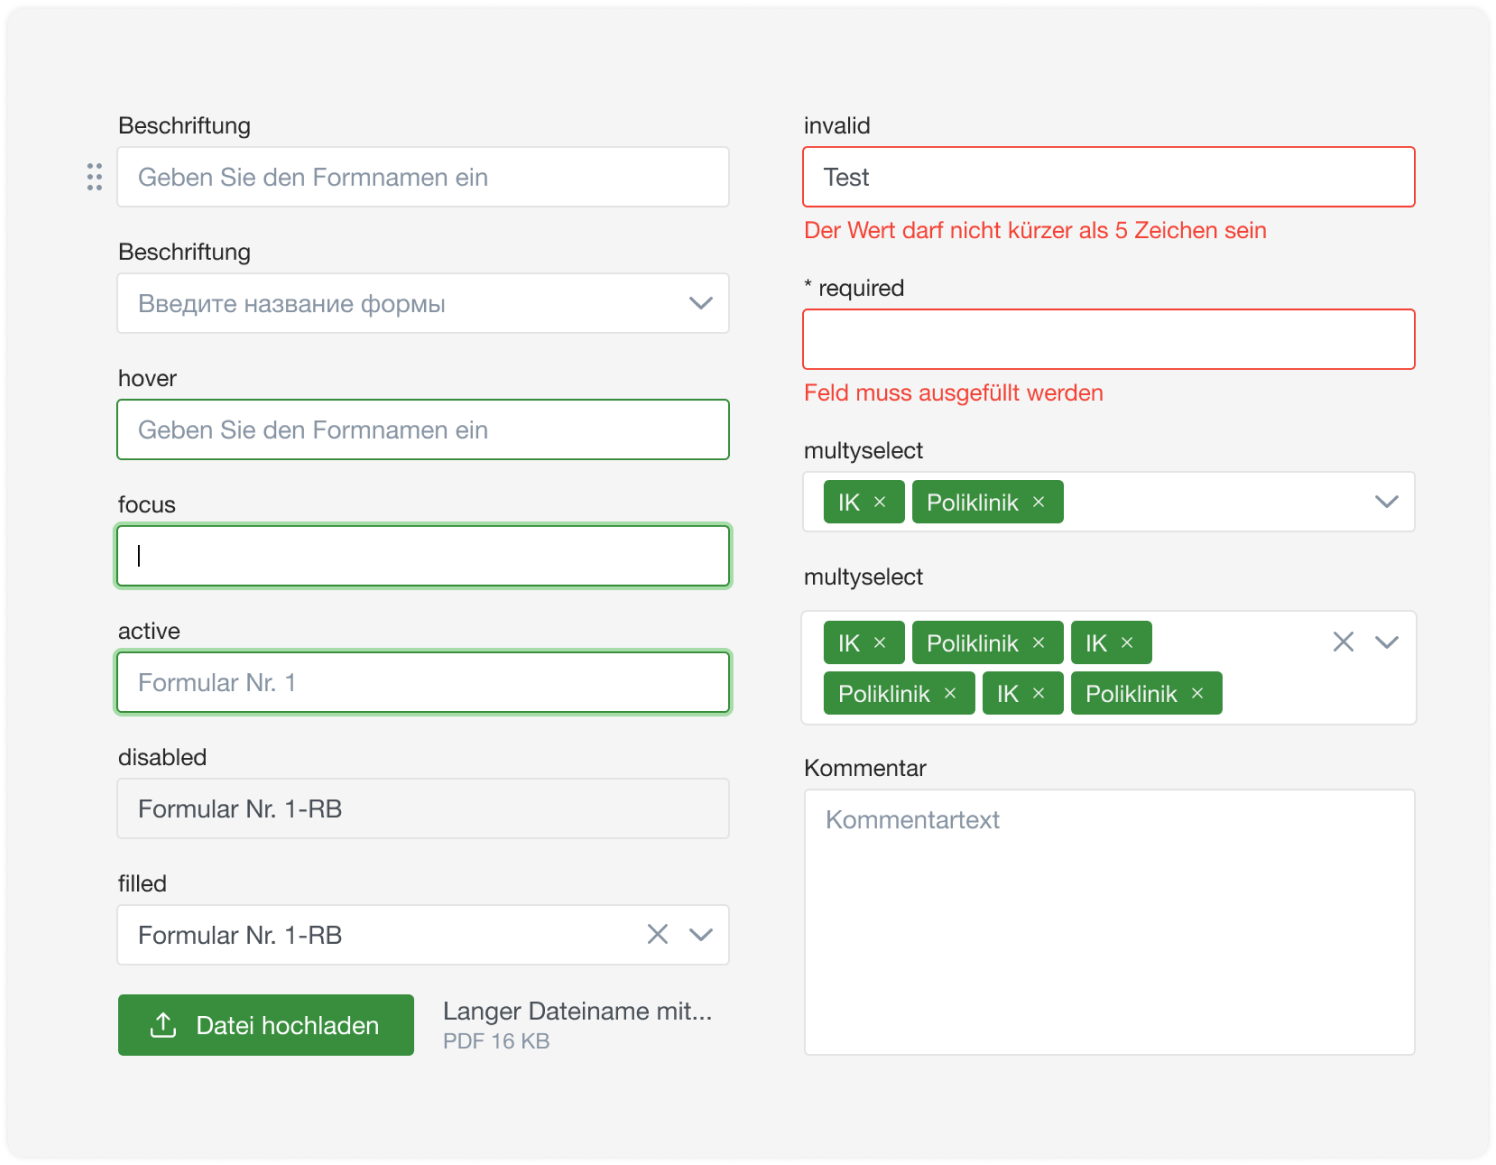 Beschriftung
Geben Sie den Formnamen ein
Beschriftung
Введите название формы
hover
Geben Sie den Formnamen ein
focus
active
Formular Nr. 1
disabled
Formular Nr. 1-RB
filled
Formular Nr. 1-RB
Datei hochladen
Langer Dateiname mit...
PDF 16 KB
invalid
Test
Der Wert darf nicht kürzer als 5 Zeichen sein
* required
Feld muss ausgefüllt werden
multyselect
IK × Poliklinik ×
multyselect
IK × Poliklinik × IK ×
Poliklinik × IK × Poliklinik ×
Kommentar
Kommentartext